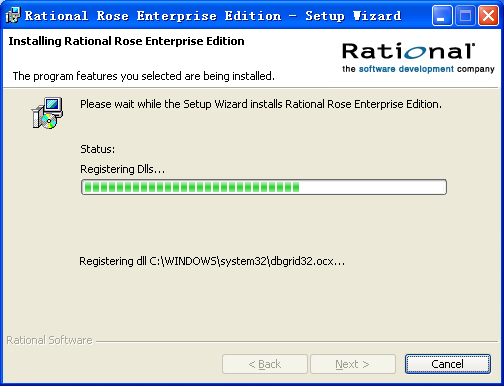 Rational Rose Enterprise Edition - Setup Wizard
Installing Rational Rose Enterprise Edition
The program features you selected are being installed.
Rational®
the software development company
Please wait while the Setup Wizard installs Rational Rose Enterprise Edition.
Status:
Registering Dlls...
Registering dll C:\WINDOWS\system32\dbgrid32.ocx...
Rational Software
< Back
Next >
Cancel